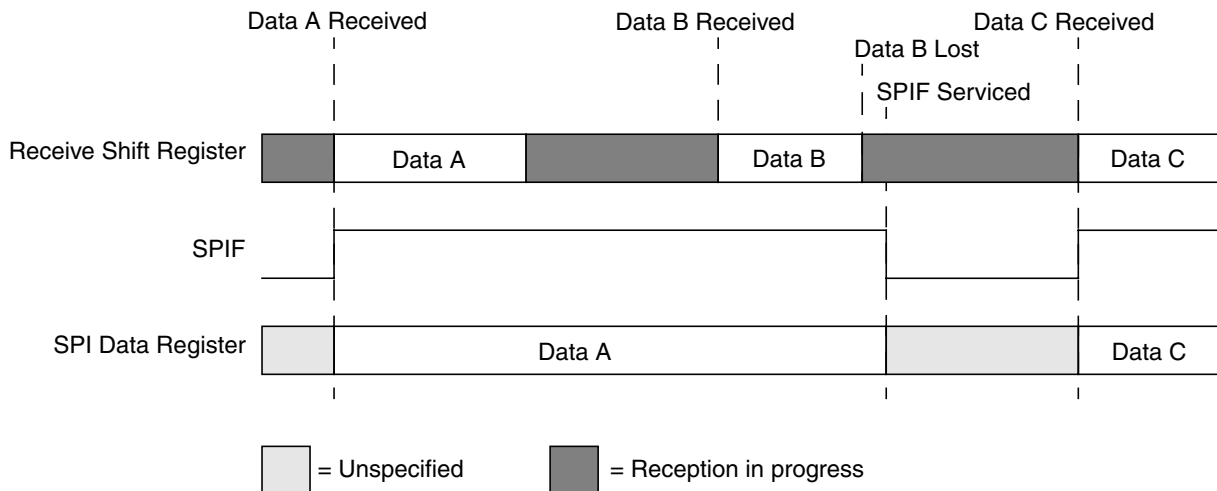 Data A Received
Data B Received
Data C Received
Data B Lost
SPIF Serviced
Receive Shift Register
Data A
Data B
Data C
SPIF
SPI Data Register
Data A
Data C
= Unspecified
= Reception in progress